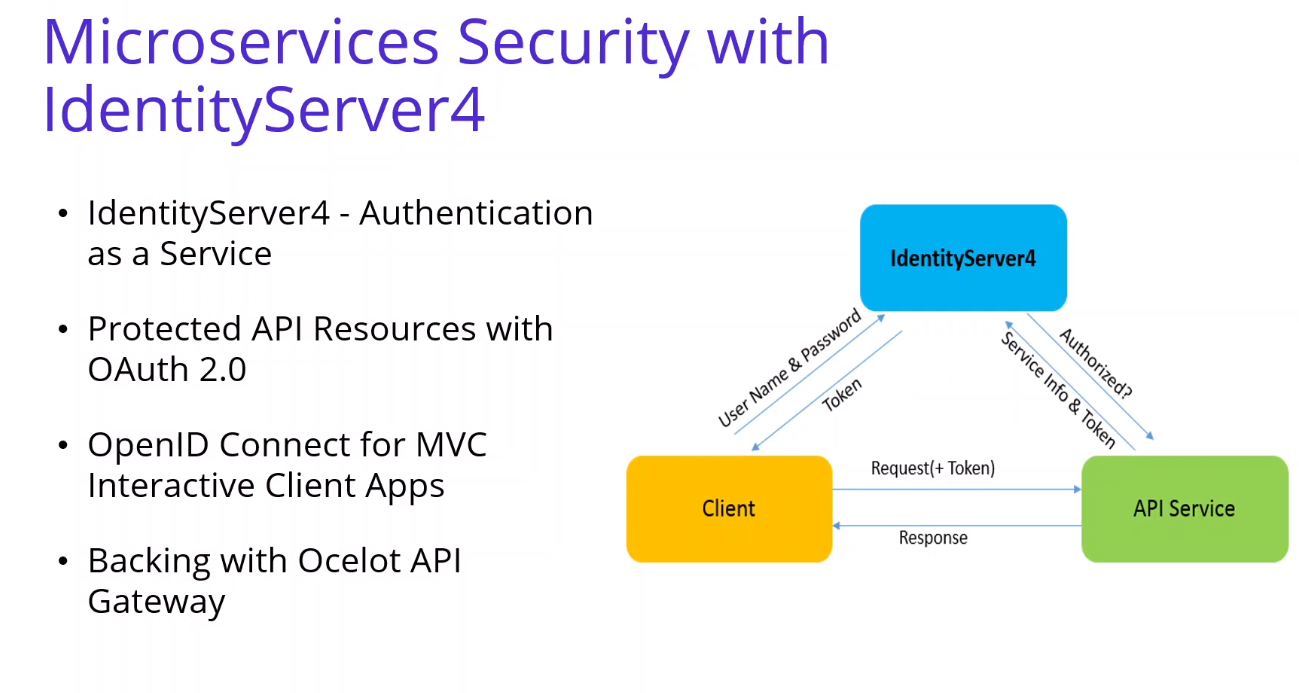 Microservices Security with
IdentityServer4
• IdentityServer4 - Authentication
as a Service
• Protected API Resources with
OAuth 2.0
• OpenID Connect for MVC
Interactive Client Apps
• Backing with Ocelot API
Gateway
IdentityServer4
User Name & Password
Token
Service Info & Token
Authorized?
Client
Request(+ Token)
Response
API Service